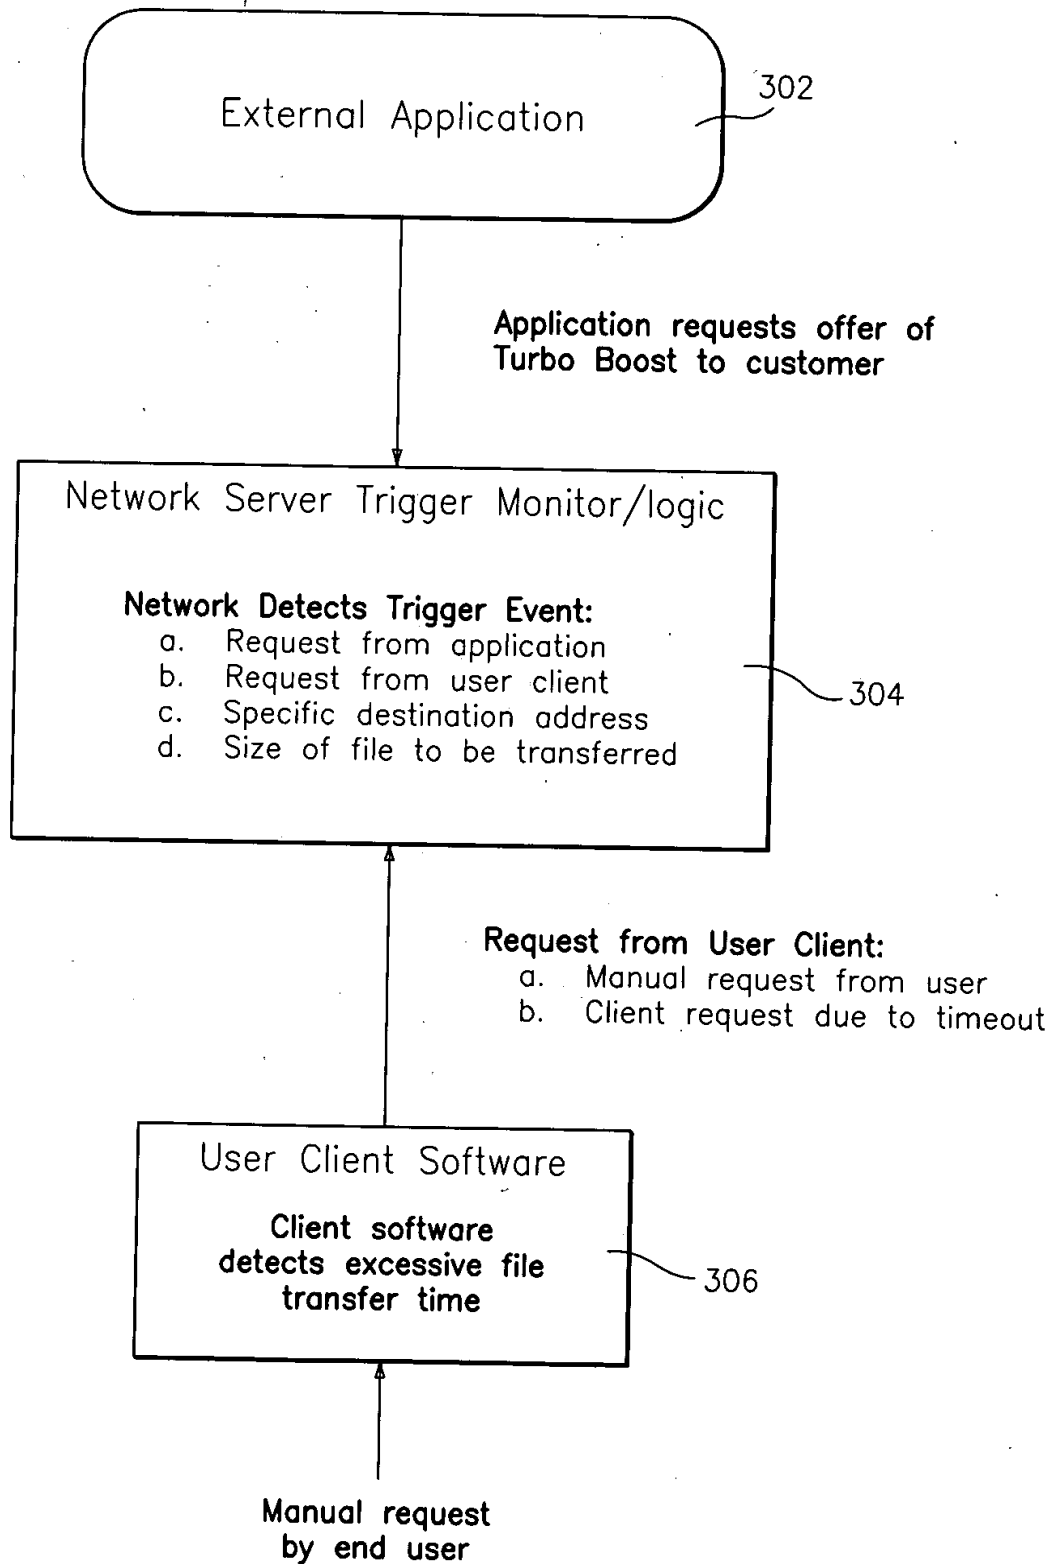 External Application
302
Application requests offer of
Turbo Boost to customer
Network Server Trigger Monitor/logic
Network Detects Trigger Event:
a. Request from application
b. Request from user client
c. Specific destination address
d. Size of file to be transferred
304
Request from User Client:
a. Manual request from user
b. Client request due to timeout
User Client Software
Client software
detects excessive file
transfer time
306
Manual request
by end user